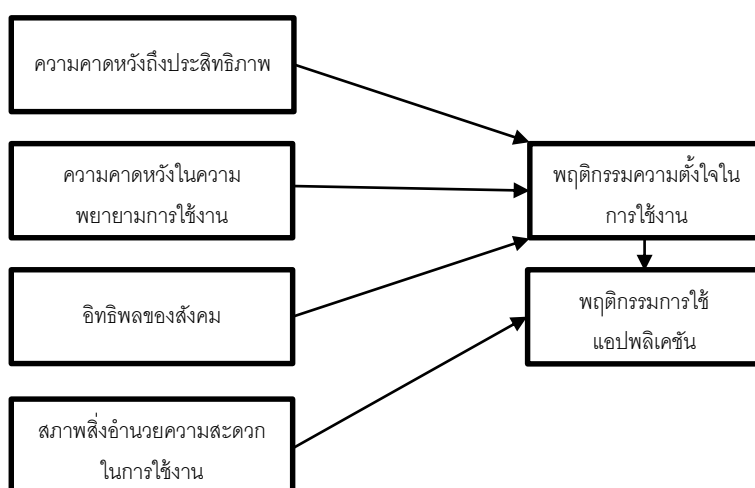 ความคาดหวังถึงประสิทธิภาพ
ความคาดหวังในความ
พยายามการใช้งาน
อิทธิพลของสังคม
สภาพสิ่งอำนวยความสะดวก
ในการใช้งาน
พฤติกรรมความตั้งใจใน
การใช้งาน
พฤติกรรมการใช้
แอปพลิเคชัน